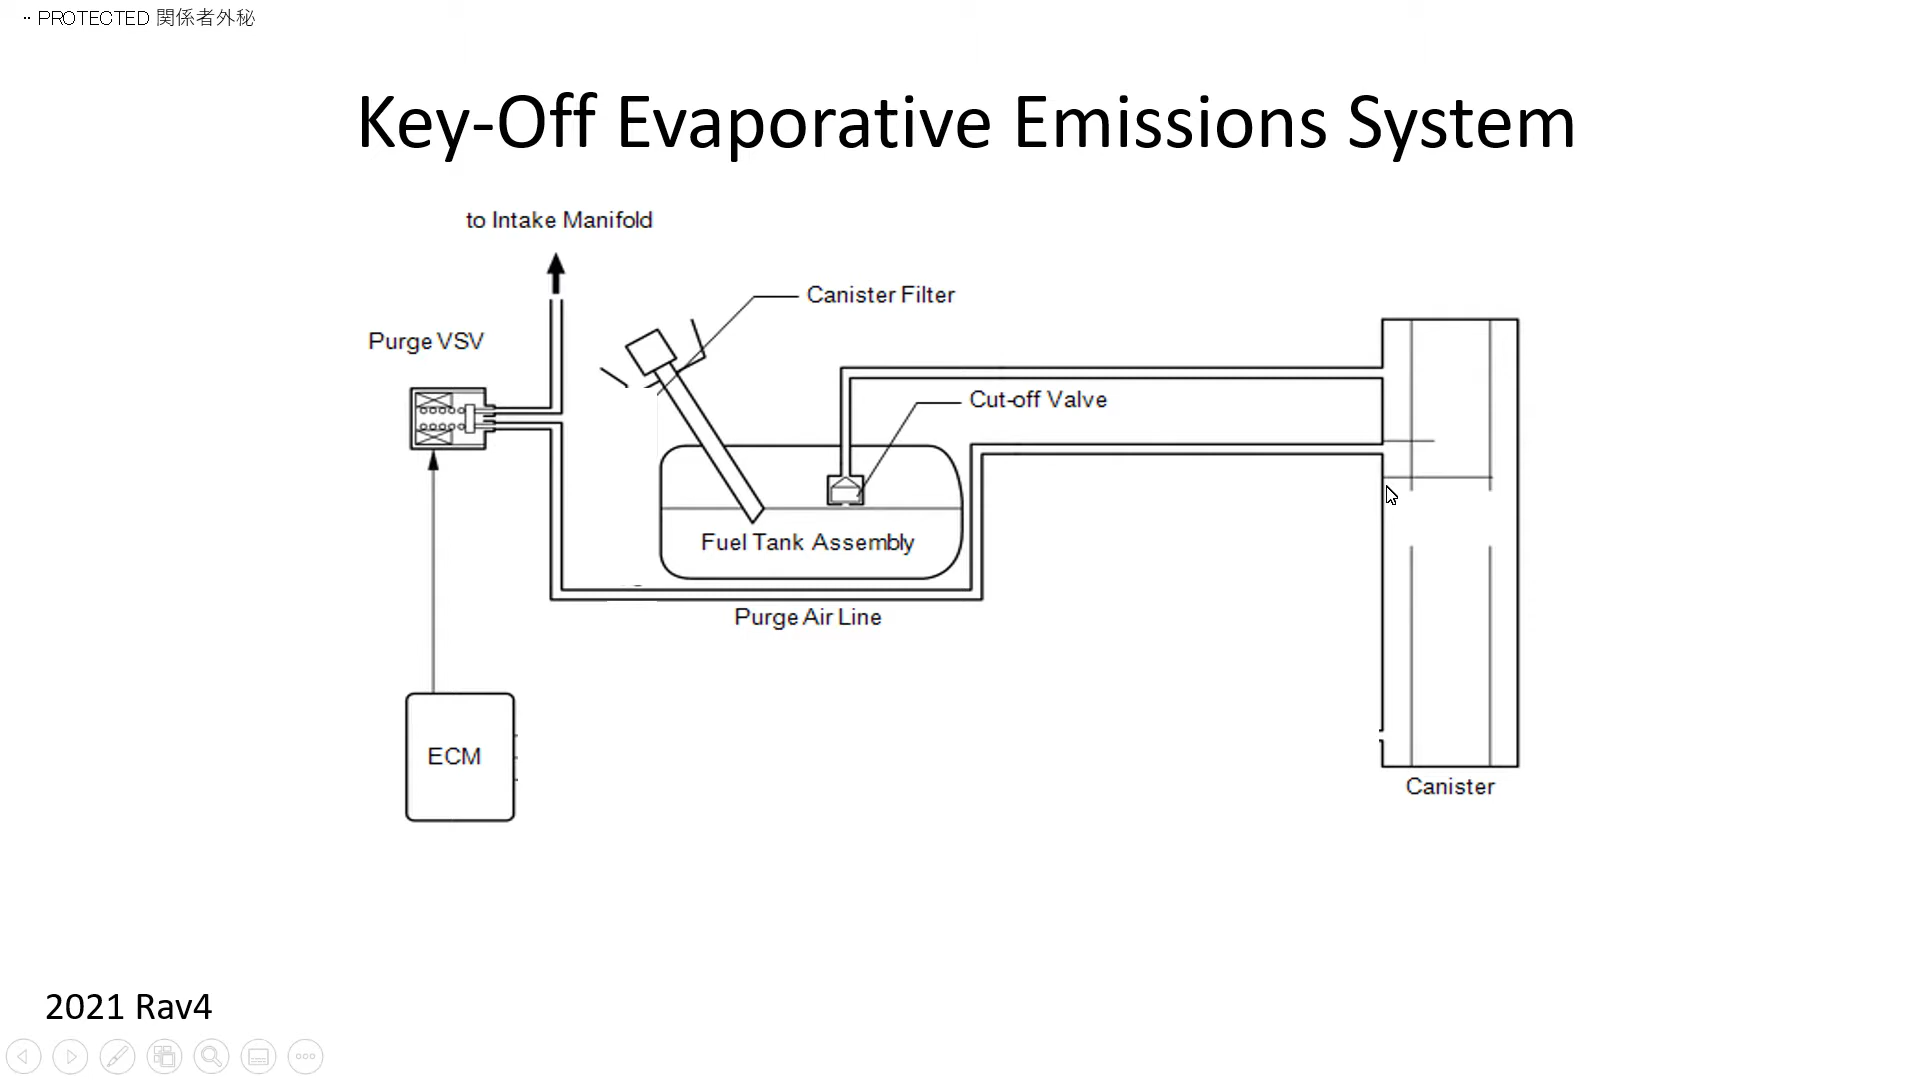 ·· PROTECTED 関係者外秘
Key-Off Evaporative Emissions System
to Intake Manifold
Canister Filter
Purge VSV
Cut-off Valve
Fuel Tank Assembly
Purge Air Line
ECM
Canister
2021 Rav4